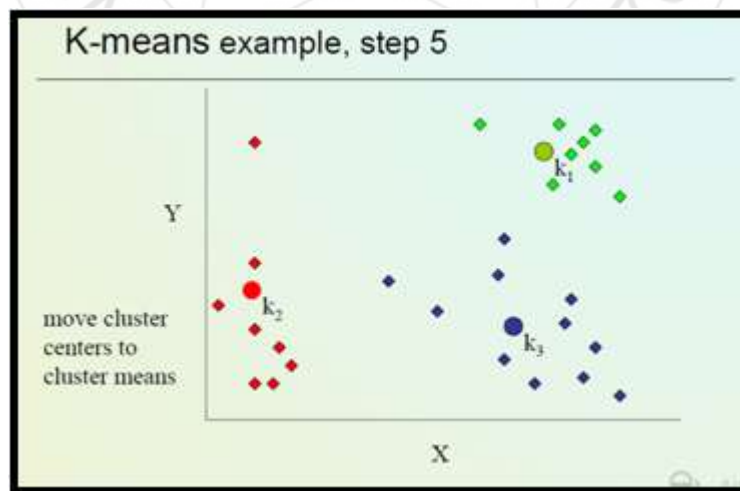 K-means example, step 5
k₁
Y
k₂
k₃
move cluster
centers to
cluster means
X